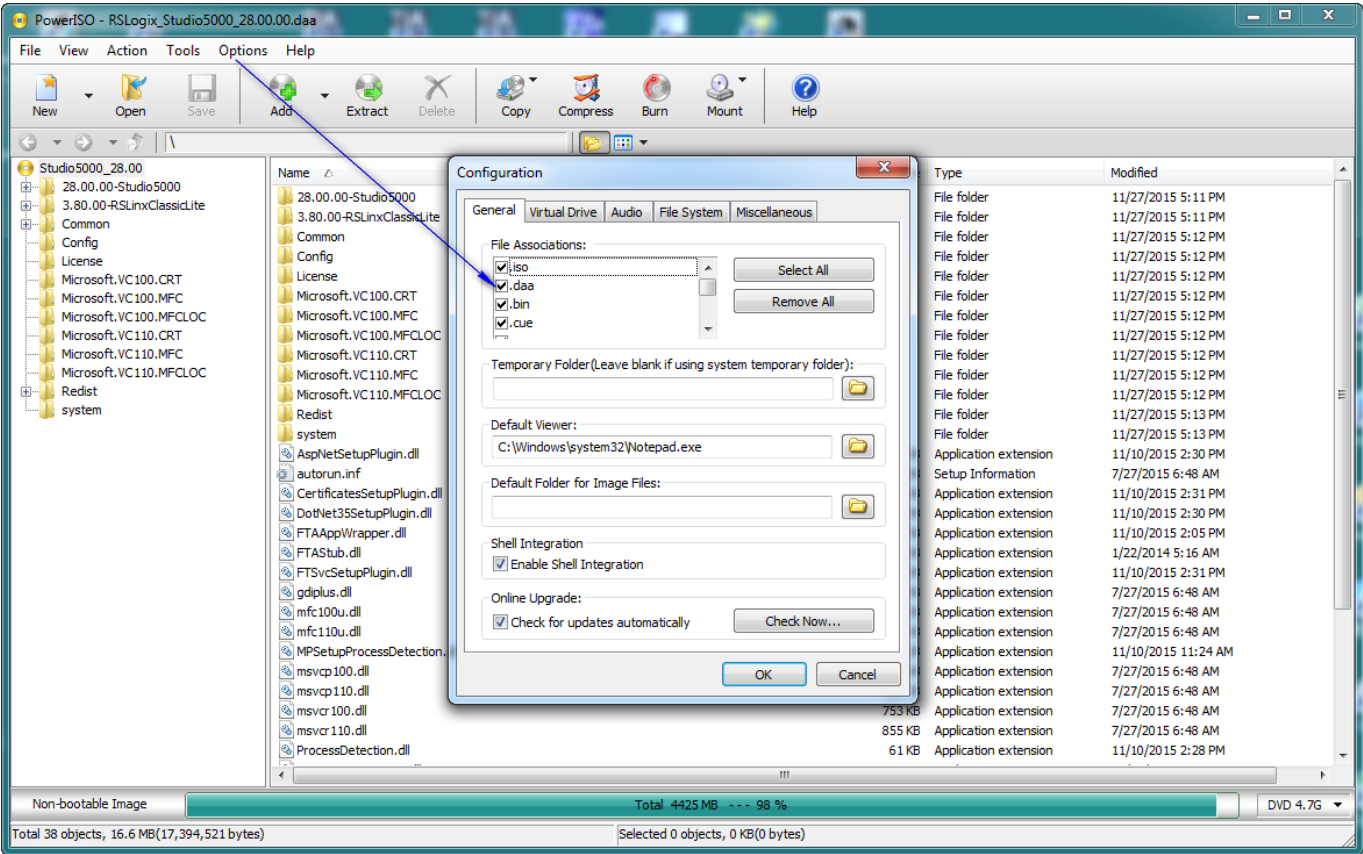 PowerISO - RSLogix_Studio5000_28.00.00.daa
File View Action Tools Options Help
New Open Save Add Extract Delete Copy Compress Burn Mount Help
\
Studio5000_28.00
28.00.00-Studio5000
3.80.00-RSLinxClassicLite
Common
Config
License
Microsoft.VC100.CRT
Microsoft.VC100.MFC
Microsoft.VC100.MFCLOC
Microsoft.VC110.CRT
Microsoft.VC110.MFC
Microsoft.VC110.MFCLOC
Redist
system
Name Type Modified
28.00.00-Studio5000 File folder 11/27/2015 5:11 PM
3.80.00-RSLinxClassicLite File folder 11/27/2015 5:11 PM
Common File folder 11/27/2015 5:12 PM
Config File folder 11/27/2015 5:12 PM
License File folder 11/27/2015 5:12 PM
Microsoft.VC100.CRT File folder 11/27/2015 5:12 PM
Microsoft.VC100.MFC File folder 11/27/2015 5:12 PM
Microsoft.VC100.MFCLOC File folder 11/27/2015 5:12 PM
Microsoft.VC110.CRT File folder 11/27/2015 5:12 PM
Microsoft.VC110.MFC File folder 11/27/2015 5:12 PM
Microsoft.VC110.MFCLOC File folder 11/27/2015 5:12 PM
Redist File folder 11/27/2015 5:13 PM
system File folder 11/27/2015 5:13 PM
AspNetSetupPlugin.dll Application extension 11/10/2015 2:30 PM
autorun.inf Setup Information 7/27/2015 6:48 AM
CertificatesSetupPlugin.dll Application extension 11/10/2015 2:31 PM
DotNet35SetupPlugin.dll Application extension 11/10/2015 2:30 PM
FTAAppWrapper.dll Application extension 11/10/2015 2:05 PM
FTAStub.dll Application extension 1/22/2014 5:16 AM
FTSvcSetupPlugin.dll Application extension 11/10/2015 2:31 PM
gdiplus.dll Application extension 7/27/2015 6:48 AM
mfc100u.dll Application extension 7/27/2015 6:48 AM
mfc110u.dll Application extension 7/27/2015 6:48 AM
MPSetupProcessDetection. Application extension 11/10/2015 11:24 AM
msvcp100.dll Application extension 7/27/2015 6:48 AM
msvcp110.dll Application extension 7/27/2015 6:48 AM
msvcr100.dll 753 KB Application extension 7/27/2015 6:48 AM
msvcr110.dll 855 KB Application extension 7/27/2015 6:48 AM
ProcessDetection.dll 61 KB Application extension 11/10/2015 2:28 PM
Configuration
General Virtual Drive Audio File System Miscellaneous
File Associations:
.iso
.daa
.bin
.cue
Select All
Remove All
Temporary Folder(Leave blank if using system temporary folder):
Default Viewer:
C:\Windows\system32\Notepad.exe
Default Folder for Image Files:
Shell Integration
Enable Shell Integration
Online Upgrade:
Check for updates automatically Check Now...
OK Cancel
Non-bootable Image Total 4425 MB --- 98 % DVD 4.7G
Total 38 objects, 16.6 MB(17,394,521 bytes) Selected 0 objects, 0 KB(0 bytes)